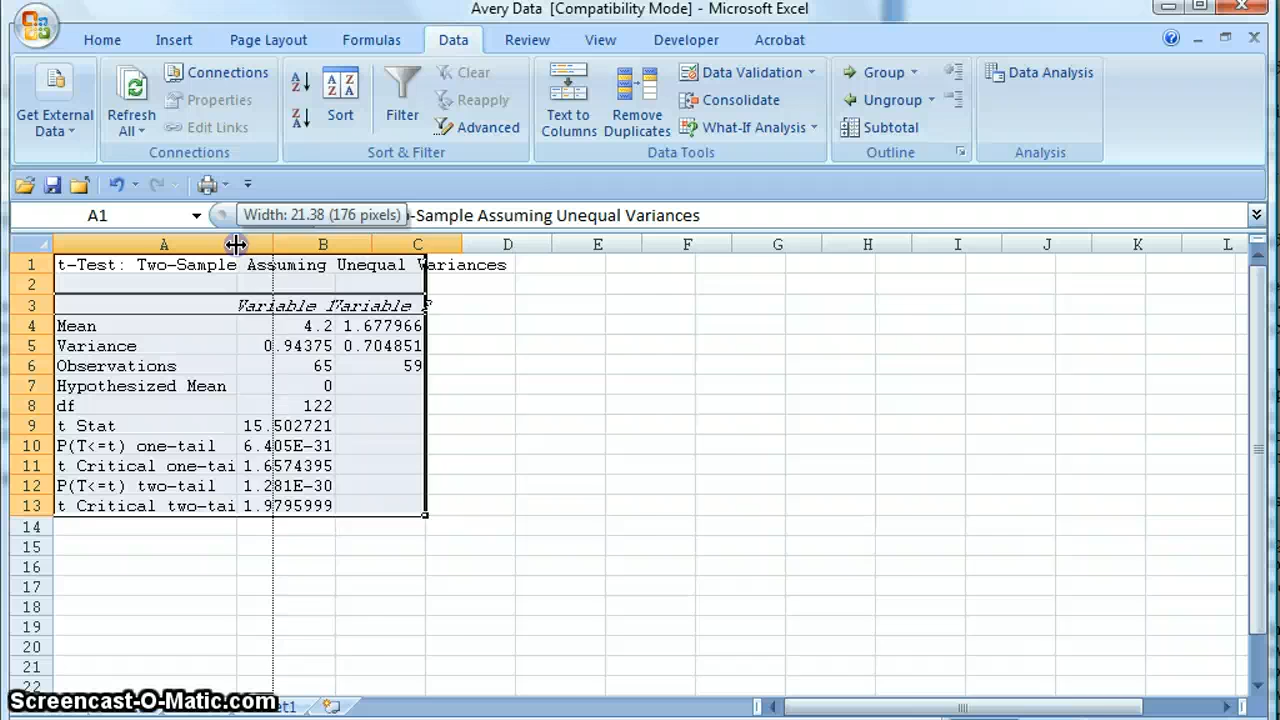 Avery Data [Compatibility Mode] - Microsoft Excel
Home Insert Page Layout Formulas Data Review View Developer Acrobat
Get External Data
Refresh All
Connections
Properties
Edit Links
Connections
Sort
Filter
Clear
Reapply
Advanced
Sort & Filter
Text to Columns
Remove Duplicates
Data Validation
Consolidate
What-If Analysis
Data Tools
Group
Ungroup
Subtotal
Outline
Data Analysis
Analysis
A1
Width: 21.38 (176 pixels)
-Sample Assuming Unequal Variances
A B C D E F G H I J K L
1 t-Test: Two-Sample Assuming Unequal Variances
2
3 Variable 1 Variable 2
4 Mean 4.2 1.677966
5 Variance 0.94375 0.704851
6 Observations 65 59
7 Hypothesized Mean 0
8 df 122
9 t Stat 15.502721
10 P(T<=t) one-tail 6.405E-31
11 t Critical one-tai 1.6574395
12 P(T<=t) two-tail 1.281E-30
13 t Critical two-tai 1.9795999
14
15
16
17
18
19
20
21
22
Screencast-O-Matic.com